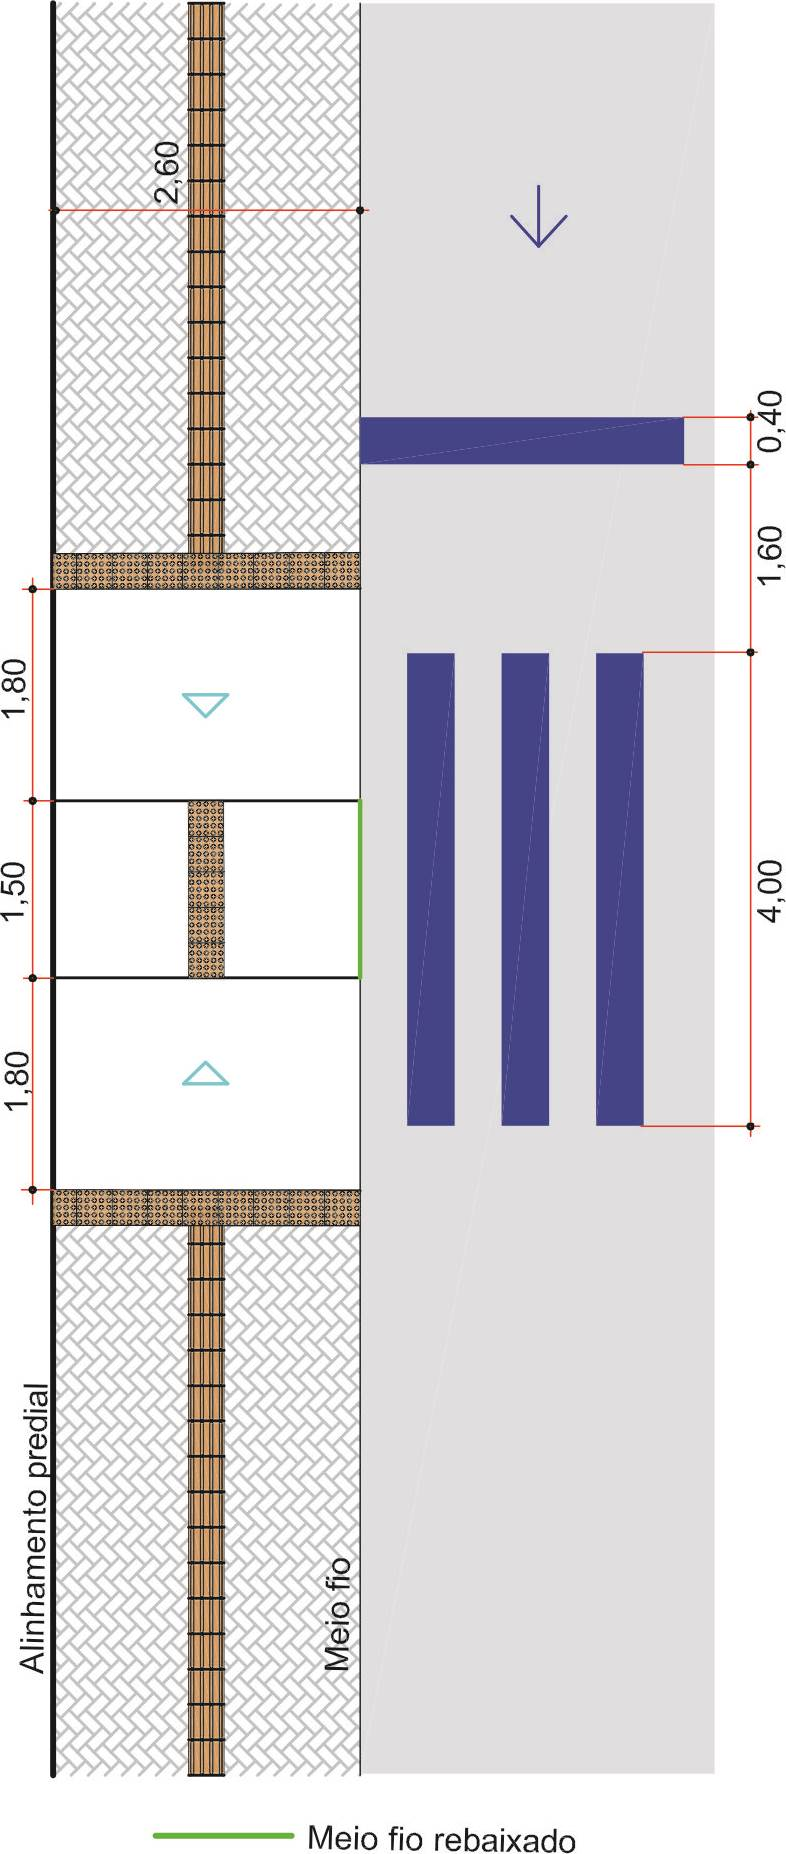 2,60
0,40
1,60
1,80
1,50
4,00
1,80
Alinhamento predial
Meio fio
Meio fio rebaixado